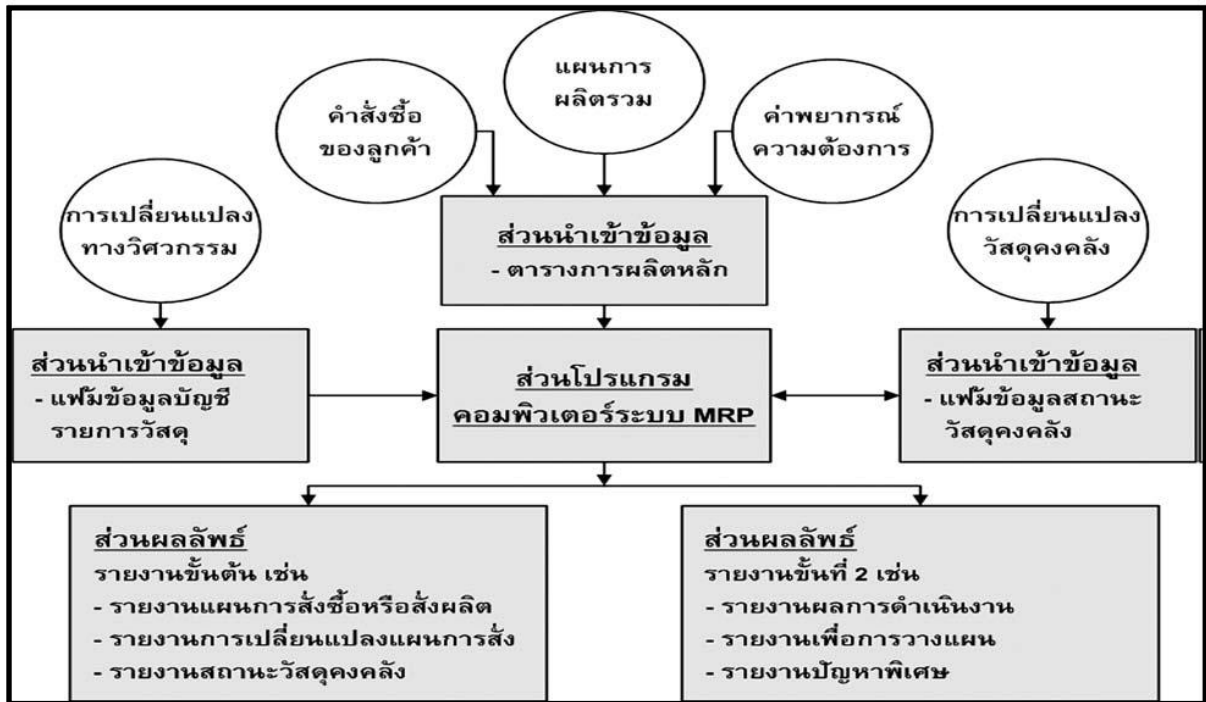 แผนการ
ผลิตรวม
คำสั่งซื้อ
ของลูกค้า
ค่าพยากรณ์
ความต้องการ
การเปลี่ยนแปลง
ทางวิศวกรรม
ส่วนนำเข้าข้อมูล
- ตารางการผลิตหลัก
การเปลี่ยนแปลง
วัสดุคงคลัง
ส่วนนำเข้าข้อมูล
- แฟ้มข้อมูลบัญชี
รายการวัสดุ
ส่วนโปรแกรม
คอมพิวเตอร์ระบบ MRP
ส่วนนำเข้าข้อมูล
- แฟ้มข้อมูลสถานะ
วัสดุคงคลัง
ส่วนผลลัพธ์
รายงานขั้นต้น เช่น
- รายงานแผนการสั่งซื้อหรือสั่งผลิต
- รายงานการเปลี่ยนแปลงแผนการสั่ง
- รายงานสถานะวัสดุคงคลัง
ส่วนผลลัพธ์
รายงานขั้นที่ 2 เช่น
- รายงานผลการดำเนินงาน
- รายงานเพื่อการวางแผน
- รายงานปัญหาพิเศษ